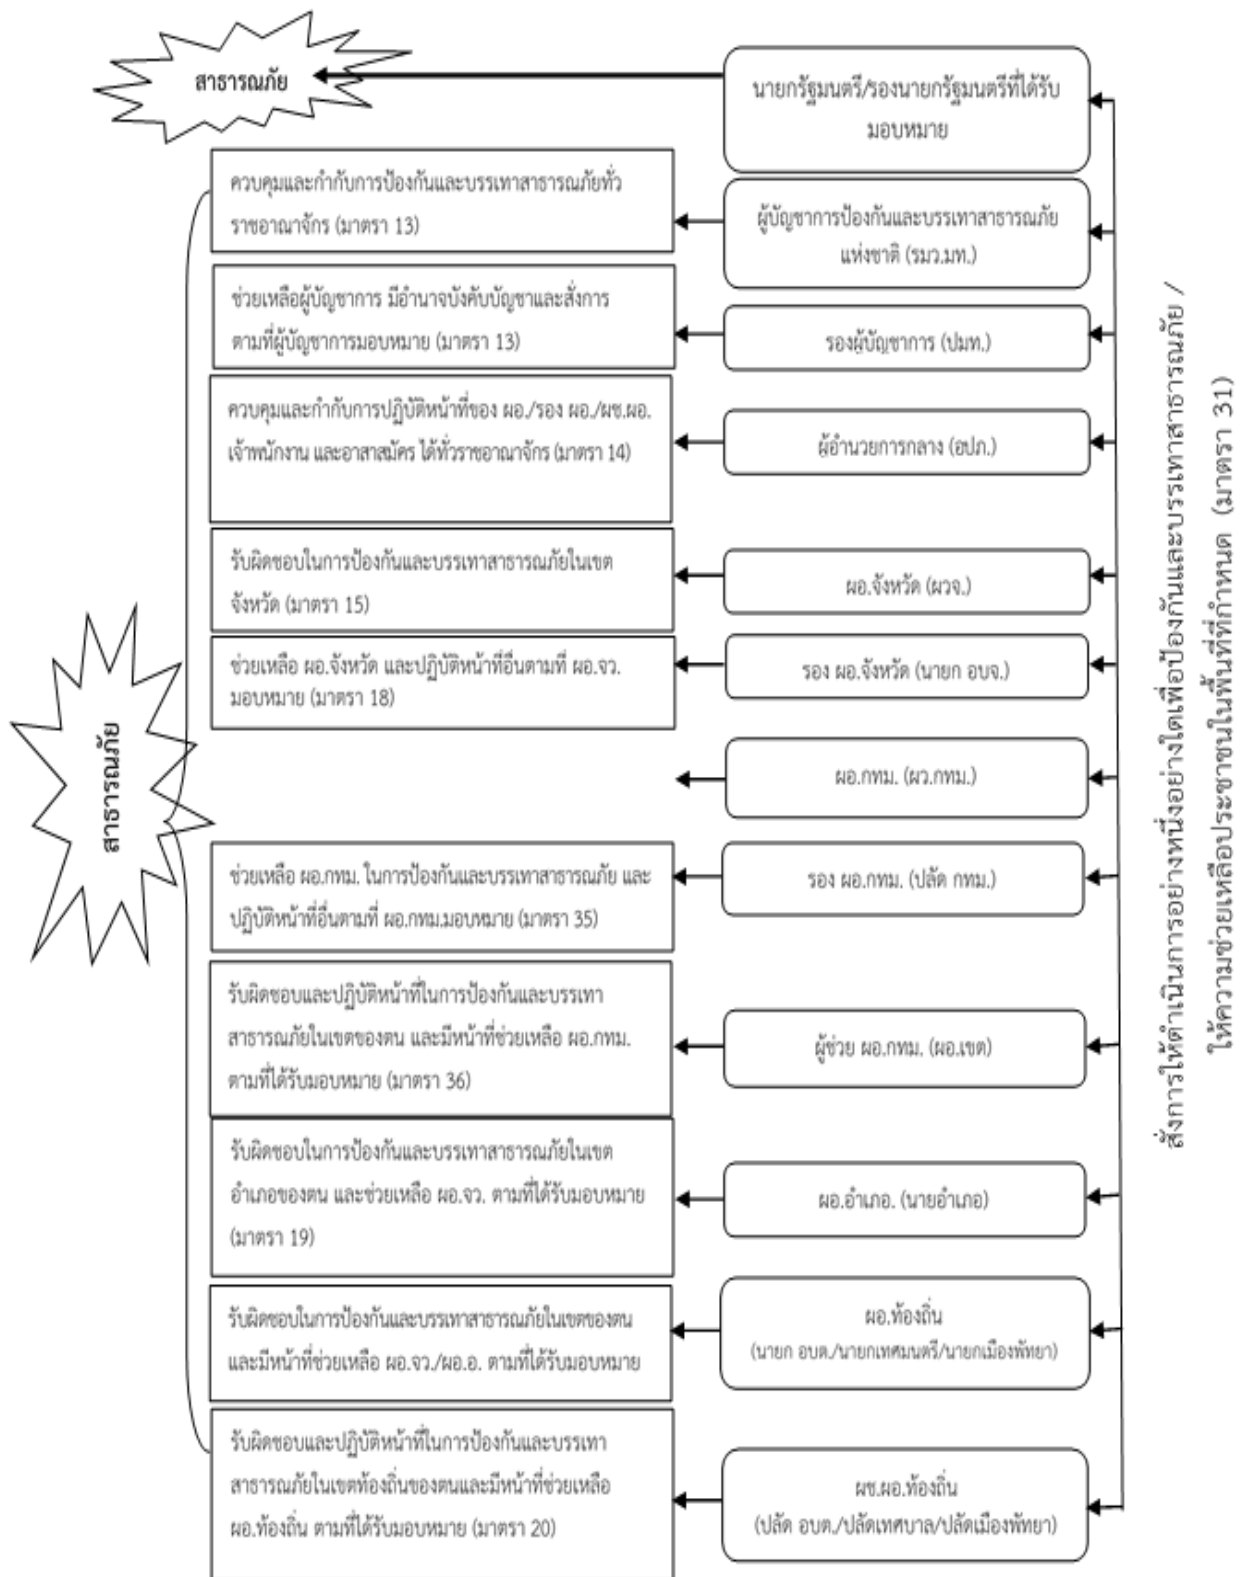 สาธารณภัย
นายกรัฐมนตรี/รองนายกรัฐมนตรีที่ได้รับ
มอบหมาย
ควบคุมและกำกับการป้องกันและบรรเทาสาธารณภัยทั่ว
ราชอาณาจักร (มาตรา 13)
ผู้บัญชาการป้องกันและบรรเทาสาธารณภัย
แห่งชาติ (รมว.มท.)
ช่วยเหลือผู้บัญชาการ มีอำนาจบังคับบัญชาและสั่งการ
ตามที่ผู้บัญชาการมอบหมาย (มาตรา 13)
รองผู้บัญชาการ (ปมท.)
ควบคุมและกำกับการปฏิบัติหน้าที่ของ ผอ./รอง ผอ./ผช.ผอ.
เจ้าพนักงาน และอาสาสมัคร ได้ทั่วราชอาณาจักร (มาตรา 14)
ผู้อำนวยการกลาง (อปภ.)
รับผิดชอบในการป้องกันและบรรเทาสาธารณภัยในเขต
จังหวัด (มาตรา 15)
ผอ.จังหวัด (ผวจ.)
ช่วยเหลือ ผอ.จังหวัด และปฏิบัติหน้าที่อื่นตามที่ ผอ.จว.
มอบหมาย (มาตรา 18)
รอง ผอ.จังหวัด (นายก อบจ.)
ผอ.กทม. (ผว.กทม.)
สาธารณภัย
ช่วยเหลือ ผอ.กทม. ในการป้องกันและบรรเทาสาธารณภัย และ
ปฏิบัติหน้าที่อื่นตามที่ ผอ.กทม.มอบหมาย (มาตรา 35)
รอง ผอ.กทม. (ปลัด กทม.)
รับผิดชอบและปฏิบัติหน้าที่ในการป้องกันและบรรเทา
สาธารณภัยในเขตของตน และมีหน้าที่ช่วยเหลือ ผอ.กทม.
ตามที่ได้รับมอบหมาย (มาตรา 36)
ผู้ช่วย ผอ.กทม. (ผอ.เขต)
รับผิดชอบในการป้องกันและบรรเทาสาธารณภัยในเขต
อำเภอของตน และช่วยเหลือ ผอ.จว. ตามที่ได้รับมอบหมาย
(มาตรา 19)
ผอ.อำเภอ. (นายอำเภอ)
รับผิดชอบในการป้องกันและบรรเทาสาธารณภัยในเขตของตน
และมีหน้าที่ช่วยเหลือ ผอ.จว./ผอ.อ. ตามที่ได้รับมอบหมาย
ผอ.ท้องถิ่น
(นายก อบต./นายกเทศมนตรี/นายกเมืองพัทยา)
รับผิดชอบและปฏิบัติหน้าที่ในการป้องกันและบรรเทา
สาธารณภัยในเขตท้องถิ่นของตนและมีหน้าที่ช่วยเหลือ
ผอ.ท้องถิ่น ตามที่ได้รับมอบหมาย (มาตรา 20)
ผช.ผอ.ท้องถิ่น
(ปลัด อบต./ปลัดเทศบาล/ปลัดเมืองพัทยา)
สั่งการให้ดำเนินการอย่างหนึ่งอย่างใดเพื่อป้องกันและบรรเทาสาธารณภัย /
ให้ความช่วยเหลือประชาชนในพื้นที่ที่กำหนด (มาตรา 31)